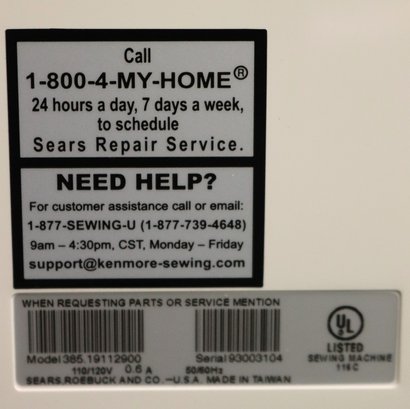 Call
1-800-4-MY-HOME®
24 hours a day, 7 days a week,
to schedule
Sears Repair Service.
NEED HELP?
For customer assistance call or email:
1-877-SEWING-U (1-877-739-4648)
9am – 4:30pm, CST, Monday – Friday
support@kenmore-sewing.com
WHEN REQUESTING PARTS OR SERVICE MENTION
Model 385.19112900 Serial 93003104
110/120V 0.6 A 50/60Hz
SEARS.ROEBUCK AND CO.–U.S.A. MADE IN TAIWAN
UL
LISTED
SEWING MACHINE
116C